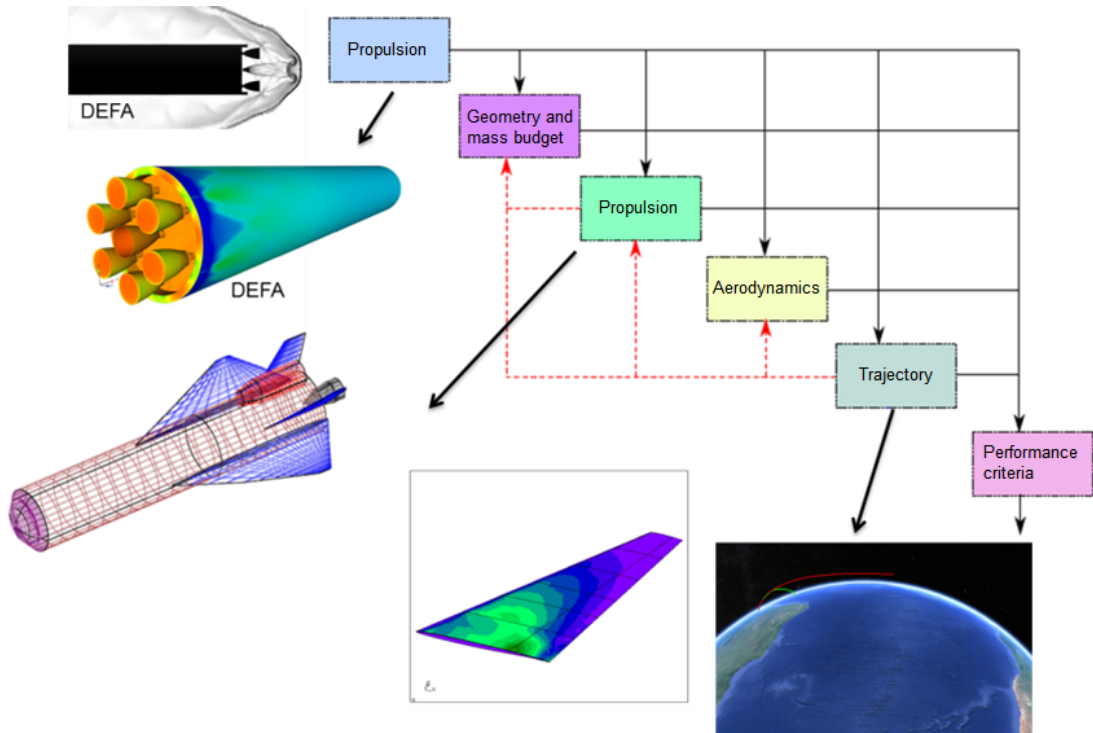 Propulsion
DEFA
Geometry and
mass budget
Propulsion
DEFA
Aerodynamics
Trajectory
Performance
criteria